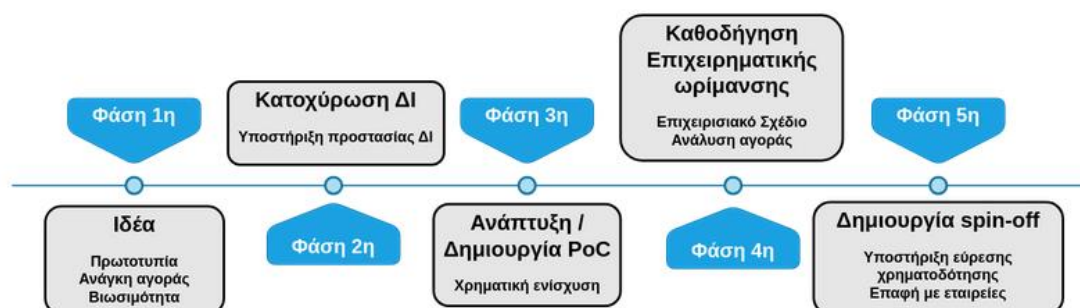 Φάση 1η
Ιδέα
Πρωτοτυπία
Ανάγκη αγοράς
Βιωσιμότητα
Κατοχύρωση ΔΙ
Υποστήριξη προστασίας ΔΙ
Φάση 2η
Φάση 3η
Ανάπτυξη /
Δημιουργία PoC
Χρηματική ενίσχυση
Καθοδήγηση
Επιχειρηματικής
ωρίμανσης
Επιχειρισιακό Σχέδιο
Ανάλυση αγοράς
Φάση 4η
Φάση 5η
Δημιουργία spin-off
Υποστήριξη εύρεσης
χρηματοδότησης
Επαφή με εταιρείες